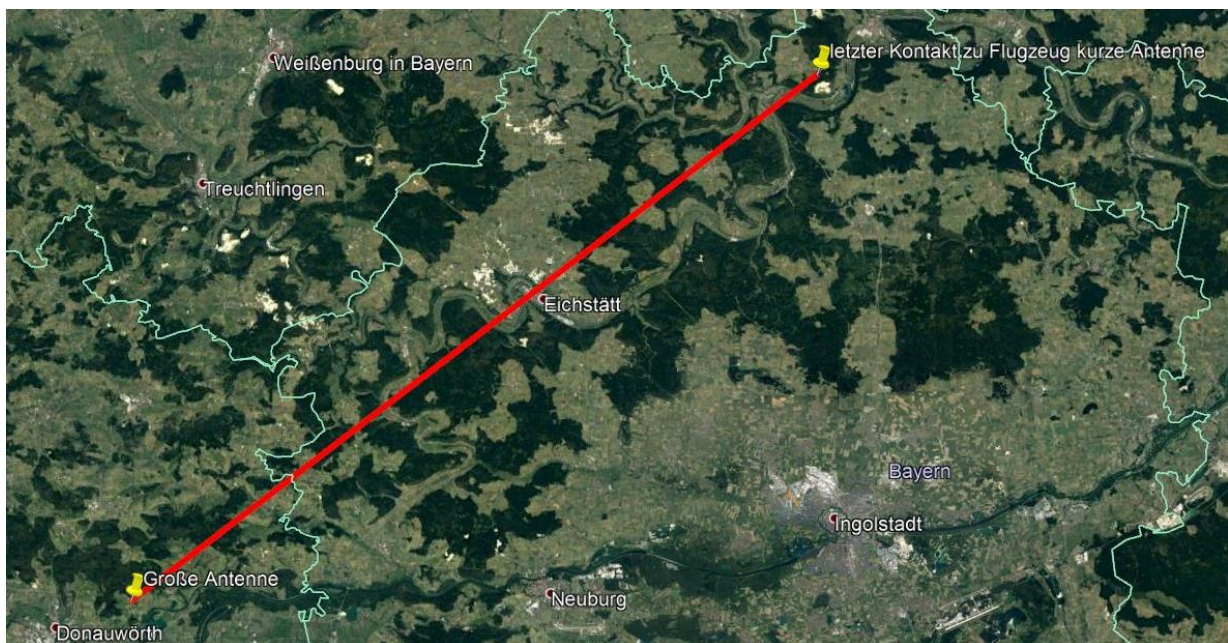 letzter Kontakt zu Flugzeug kurze Antenne
Weißenburg in Bayern
Treuchtlingen
Eichstätt
Bayern
Ingolstadt
Große Antenne
Neuburg
Donauwörth